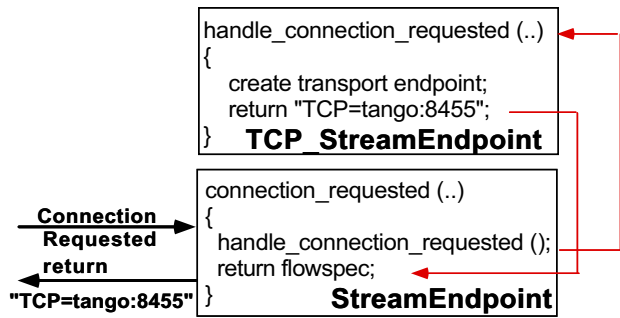 handle_connection_requested (..)
{
create transport endpoint;
return "TCP=tango:8455";
} TCP_StreamEndpoint
connection_requested (..)
{
handle_connection_requested ();
return flowspec;
} StreamEndpoint
Connection
Requested
return
"TCP=tango:8455"